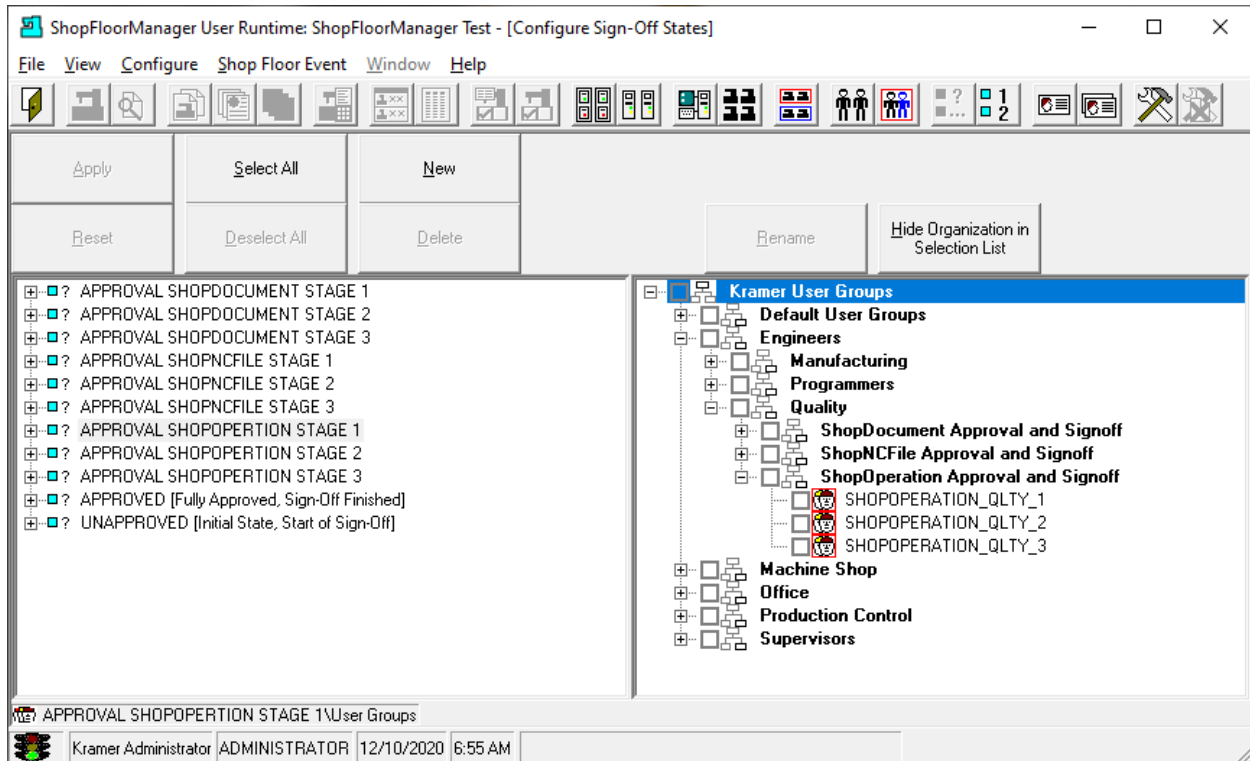 ShopFloorManager User Runtime: ShopFloorManager Test - [Configure Sign-Off States]
File View Configure Shop Floor Event Window Help
Apply Select All New
Reset Deselect All Delete Rename Hide Organization in
Selection List
? APPROVAL SHOPDOCUMENT STAGE 1
? APPROVAL SHOPDOCUMENT STAGE 2
? APPROVAL SHOPDOCUMENT STAGE 3
? APPROVAL SHOPNCFILE STAGE 1
? APPROVAL SHOPNCFILE STAGE 2
? APPROVAL SHOPNCFILE STAGE 3
? APPROVAL SHOPOPERTION STAGE 1
? APPROVAL SHOPOPERTION STAGE 2
? APPROVAL SHOPOPERTION STAGE 3
? APPROVED [Fully Approved, Sign-Off Finished]
? UNAPPROVED [Initial State, Start of Sign-Off]
Kramer User Groups
Default User Groups
Engineers
Manufacturing
Programmers
Quality
ShopDocument Approval and Signoff
ShopNCFile Approval and Signoff
ShopOperation Approval and Signoff
SHOPOPERATION_QLTY_1
SHOPOPERATION_QLTY_2
SHOPOPERATION_QLTY_3
Machine Shop
Office
Production Control
Supervisors
APPROVAL SHOPOPERTION STAGE 1\User Groups
Kramer Administrator ADMINISTRATOR 12/10/2020 6:55 AM